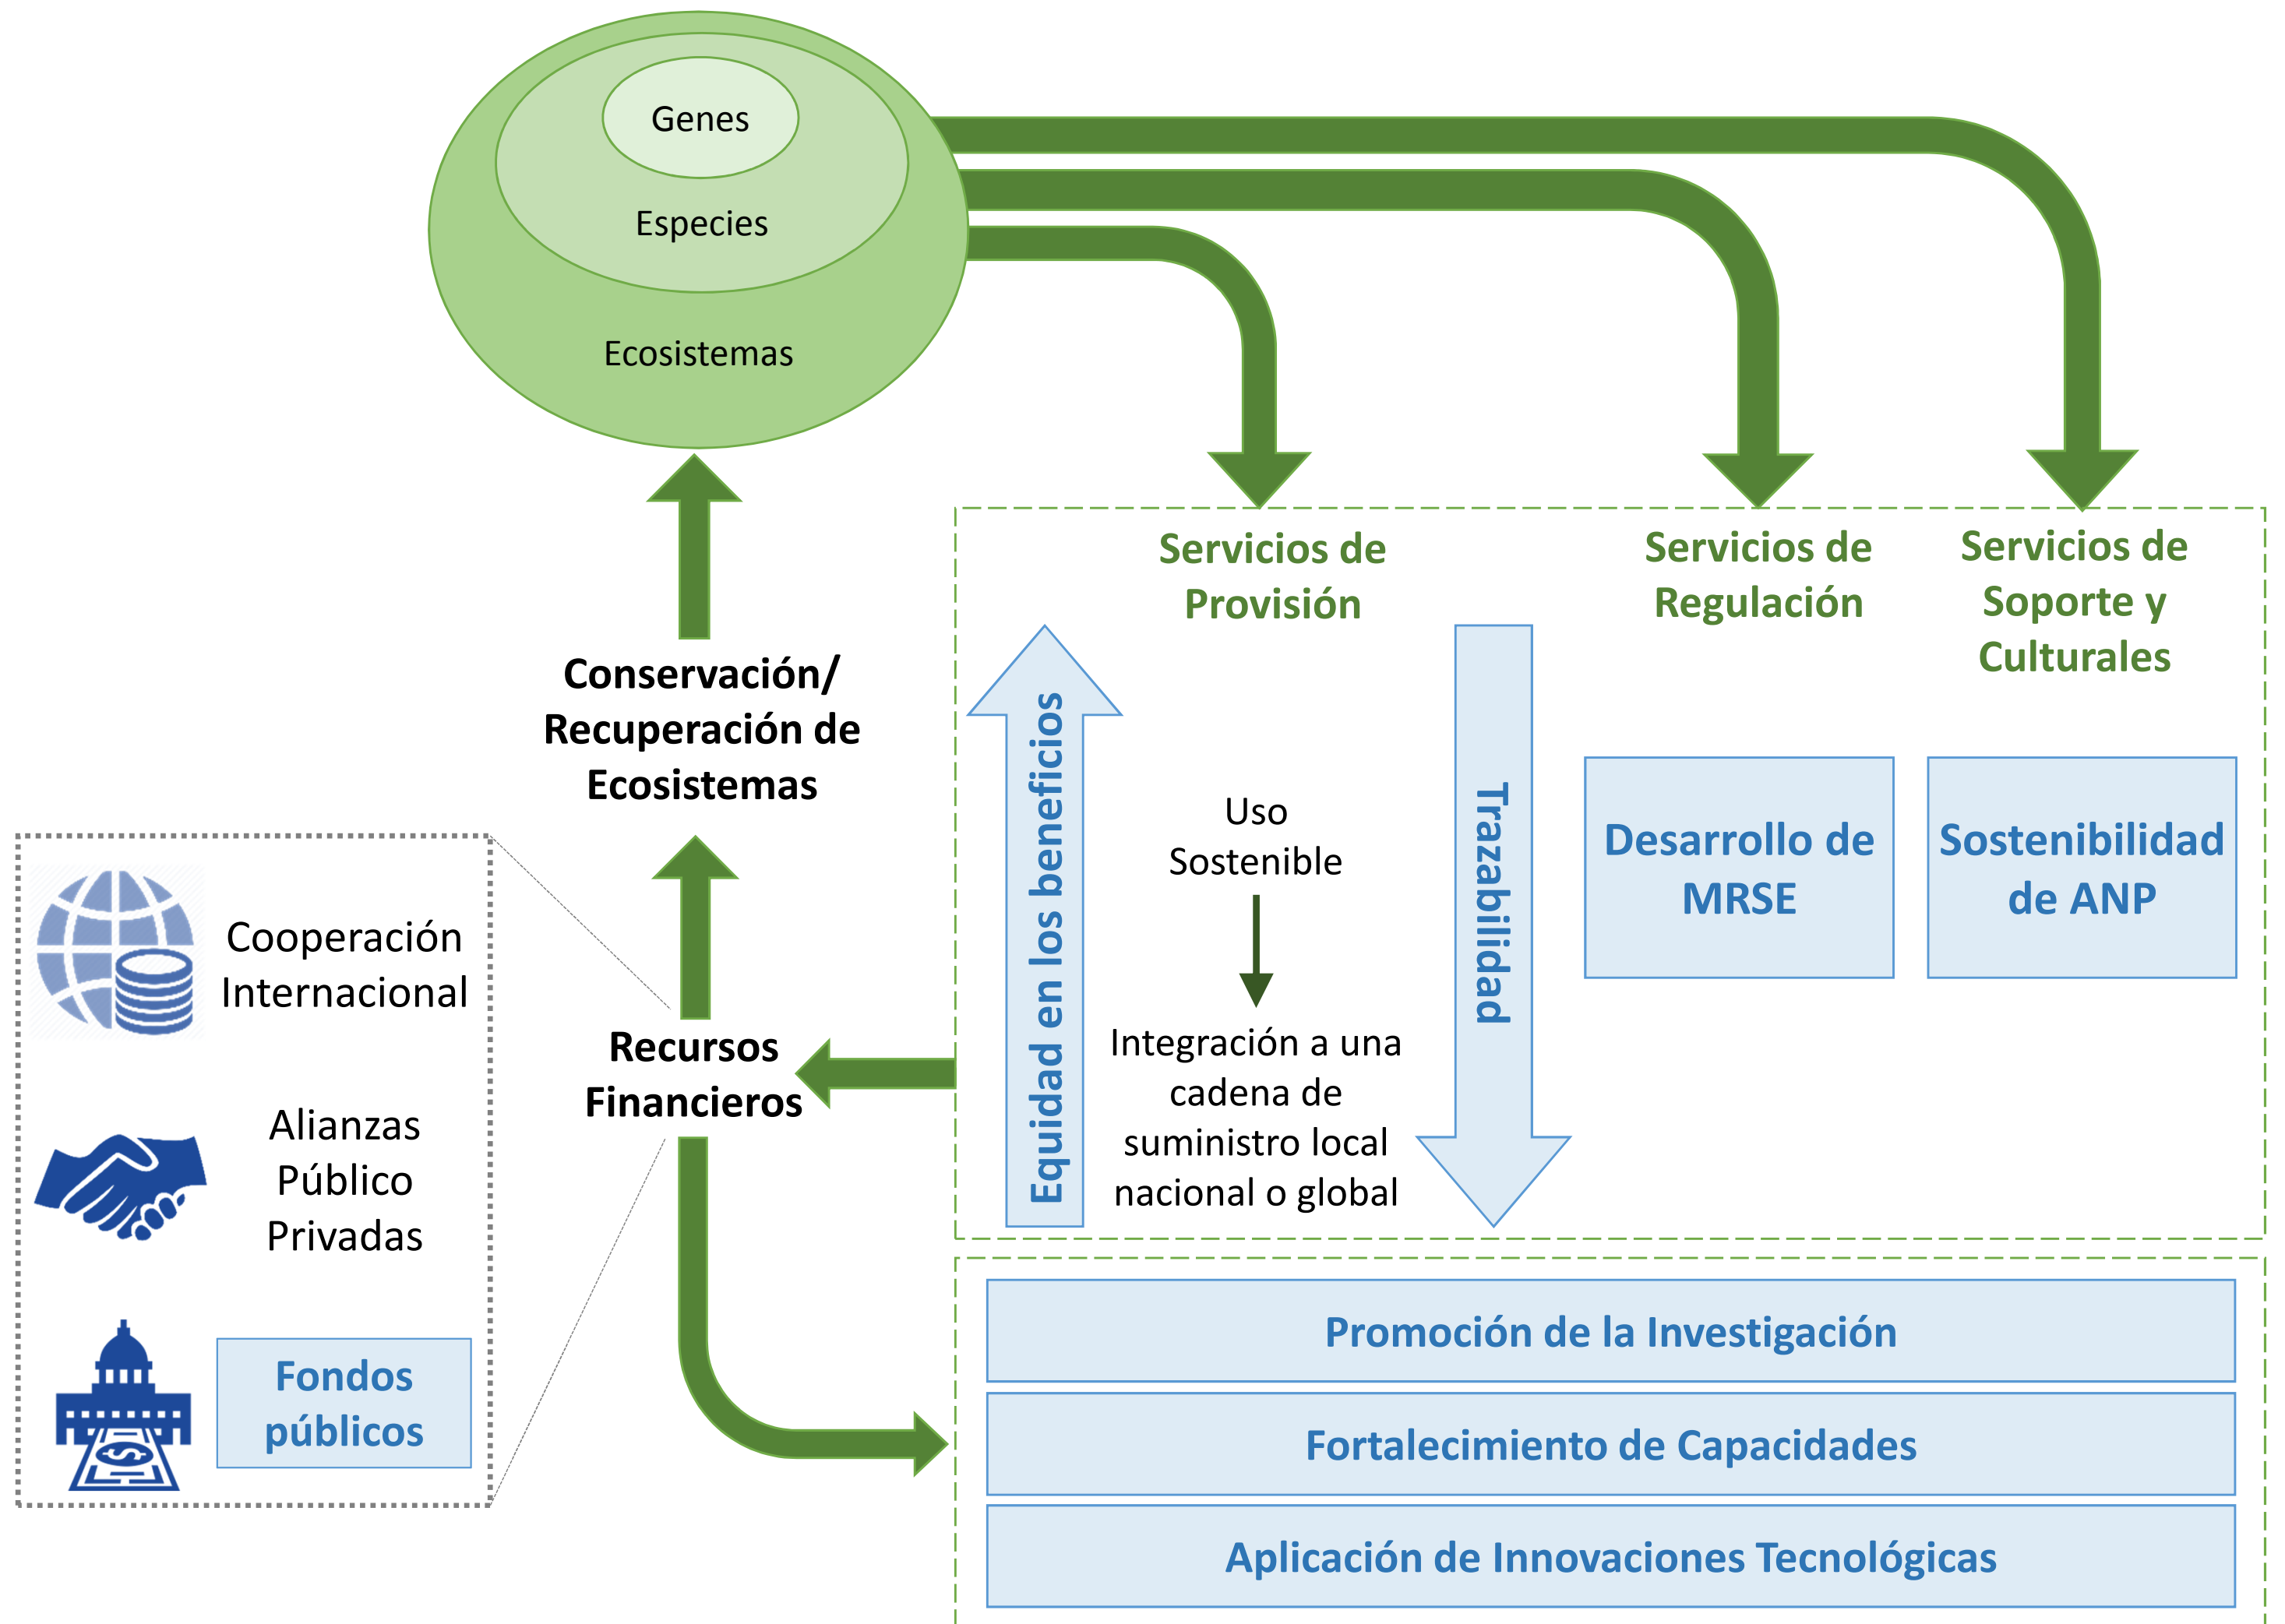 Genes
Especies
Ecosistemas
Servicios de
Provisión
Servicios de
Regulación
Servicios de
Soporte y
Culturales
Conservación/
Recuperación de
Ecosistemas
Equidad en los beneficios
Uso
Sostenible
Integración a una
cadena de
suministro local
nacional o global
Trazabilidad
Desarrollo de
MRSE
Sostenibilidad
de ANP
Cooperación
Internacional
Alianzas
Público
Privadas
Fondos
públicos
Recursos
Financieros
Promoción de la Investigación
Fortalecimiento de Capacidades
Aplicación de Innovaciones Tecnológicas